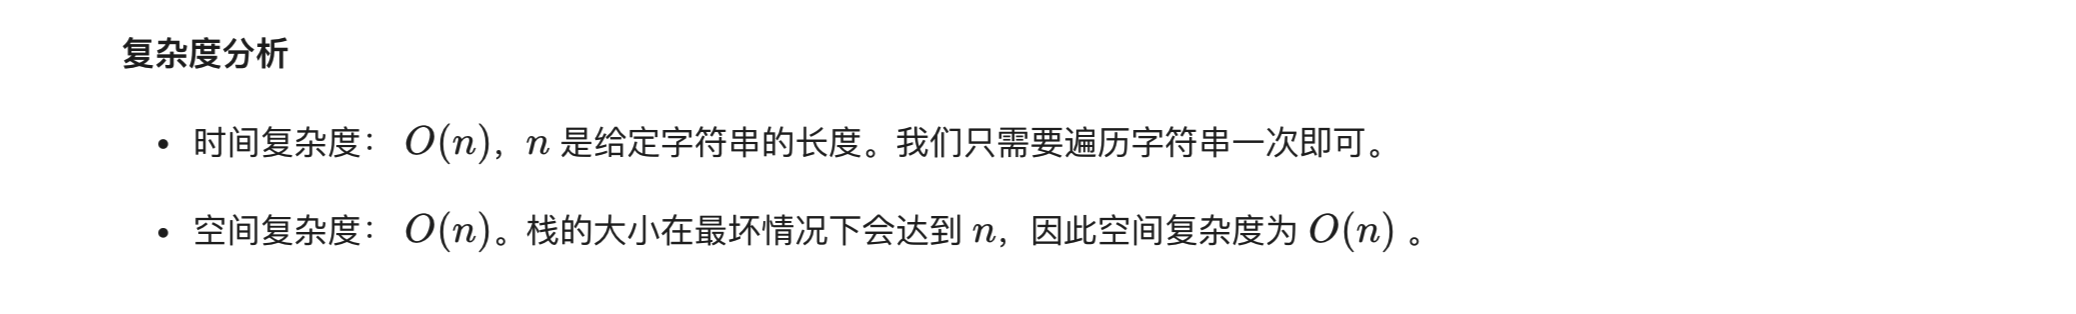 复杂度分析
• 时间复杂度： O(n)，n 是给定字符串的长度。我们只需要遍历字符串一次即可。
• 空间复杂度： O(n)。栈的大小在最坏情况下会达到 n，因此空间复杂度为 O(n) 。